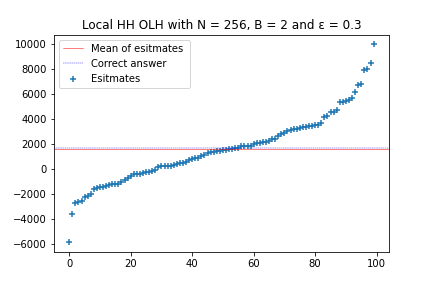 Local HH OLH with N = 256, B = 2 and ε = 0.3
Mean of esitmates
Correct answer
Esitmates
10000
8000
6000
4000
2000
0
−2000
−4000
−6000
0 20 40 60 80 100